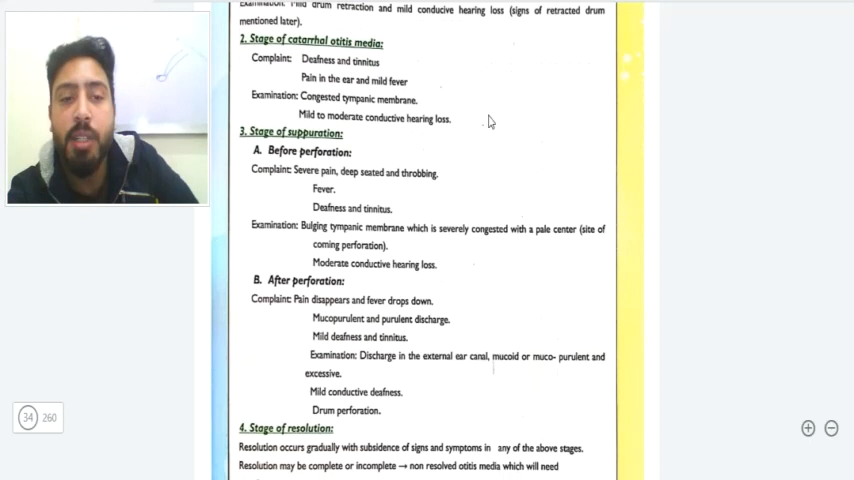 Examination: Mild drum retraction and mild conducive hearing loss (signs of retracted drum
mentioned later).
2. Stage of catarrhal otitis media:
Complaint: Deafness and tinnitus
Pain in the ear and mild fever
Examination: Congested tympanic membrane.
Mild to moderate conductive hearing loss.
3. Stage of suppuration:
A. Before perforation:
Complaint: Severe pain, deep seated and throbbing.
Fever.
Deafness and tinnitus.
Examination: Bulging tympanic membrane which is severely congested with a pale center (site of
coming perforation).
Moderate conductive hearing loss.
B. After perforation:
Complaint: Pain disappears and fever drops down.
Mucopurulent and purulent discharge.
Mild deafness and tinnitus.
Examination: Discharge in the external ear canal, mucoid or muco- purulent and
excessive.
Mild conductive deafness.
Drum perforation.
4. Stage of resolution:
Resolution occurs gradually with subsidence of signs and symptoms in any of the above stages.
Resolution may be complete or incomplete → non resolved otitis media which will need
34 260